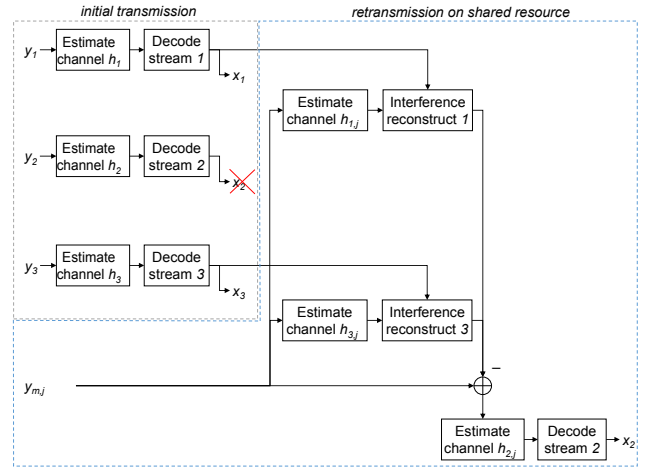 initial transmission
retransmission on shared resource
y1
Estimate
channel h1
Decode
stream 1
x1
Estimate
channel h1,j
Interference
reconstruct 1
y2
Estimate
channel h2
Decode
stream 2
x2
y3
Estimate
channel h3
Decode
stream 3
x3
Estimate
channel h3,j
Interference
reconstruct 3
–
ym,j
Estimate
channel h2,j
Decode
stream 2
x2